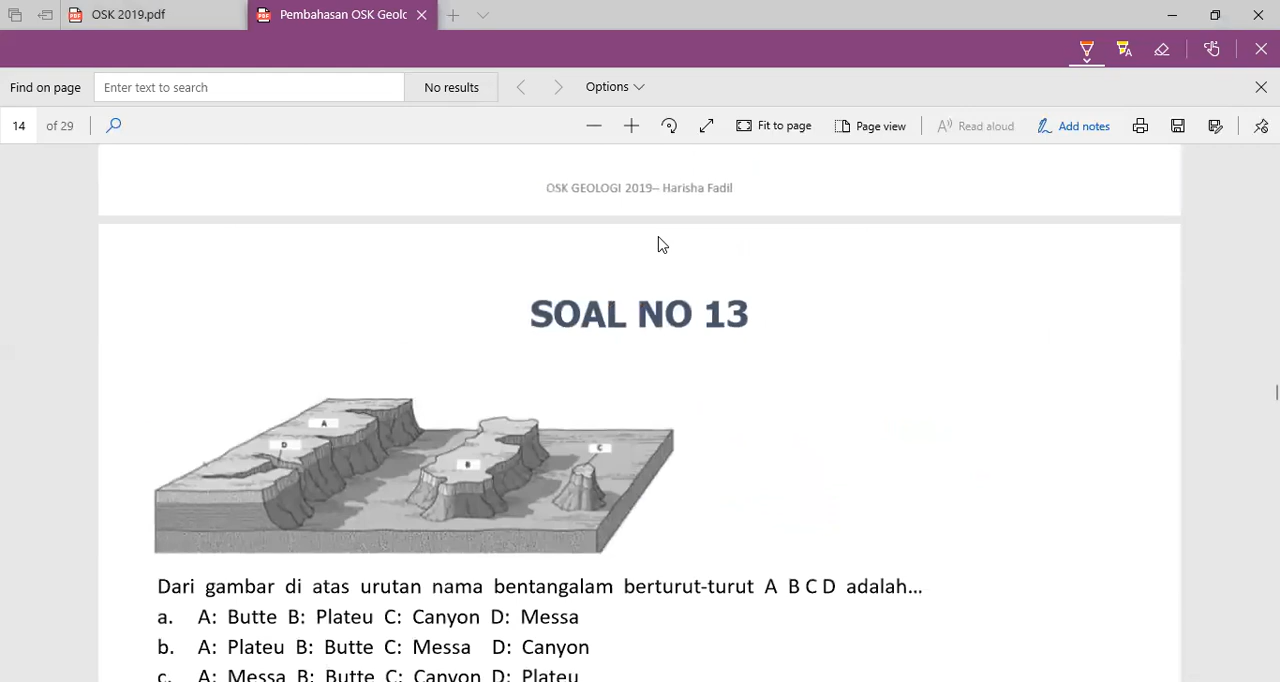 OSK 2019.pdf
Pembahasan OSK Geolc
Find on page
Enter text to search
No results
Options
14
of 29
Fit to page
Page view
Read aloud
Add notes
OSK GEOLOGI 2019– Harisha Fadil
SOAL NO 13
A
D
C
B
Dari gambar di atas urutan nama bentangalam berturut-turut A B C D adalah...
a. A: Butte B: Plateu C: Canyon D: Messa
b. A: Plateu B: Butte C: Messa D: Canyon
c. A: Messa B: Butte C: Canyon D: Plateu